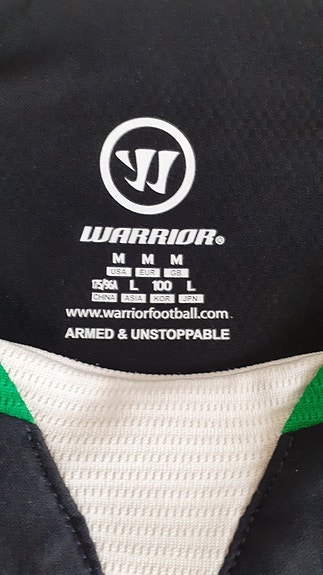 WARRIOR®
M M M
USA EUR GB
175/96A L 100 L
CHINA ASIA KOR JPN
www.warriorfootball.com
ARMED & UNSTOPPABLE